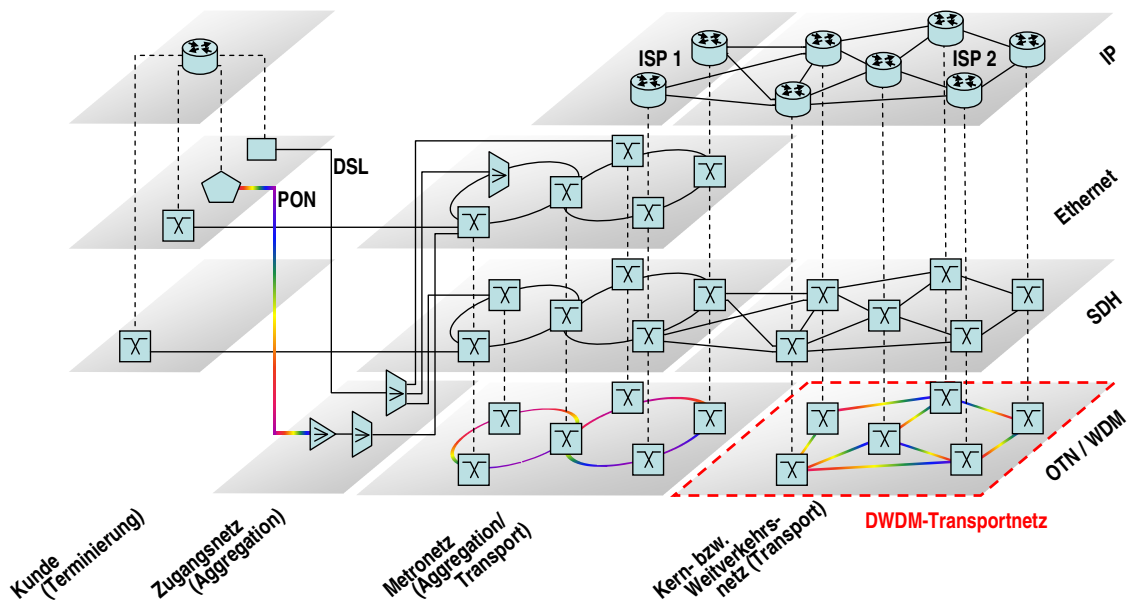 ISP 1
ISP 2
IP
DSL
PON
Ethernet
SDH
OTN / WDM
DWDM-Transportnetz
Kunde
(Terminierung)
Zugangsnetz
(Aggregation)
Metronetz
(Aggregation/
Transport)
Kern- bzw.
Weitverkehrs-
netz (Transport)